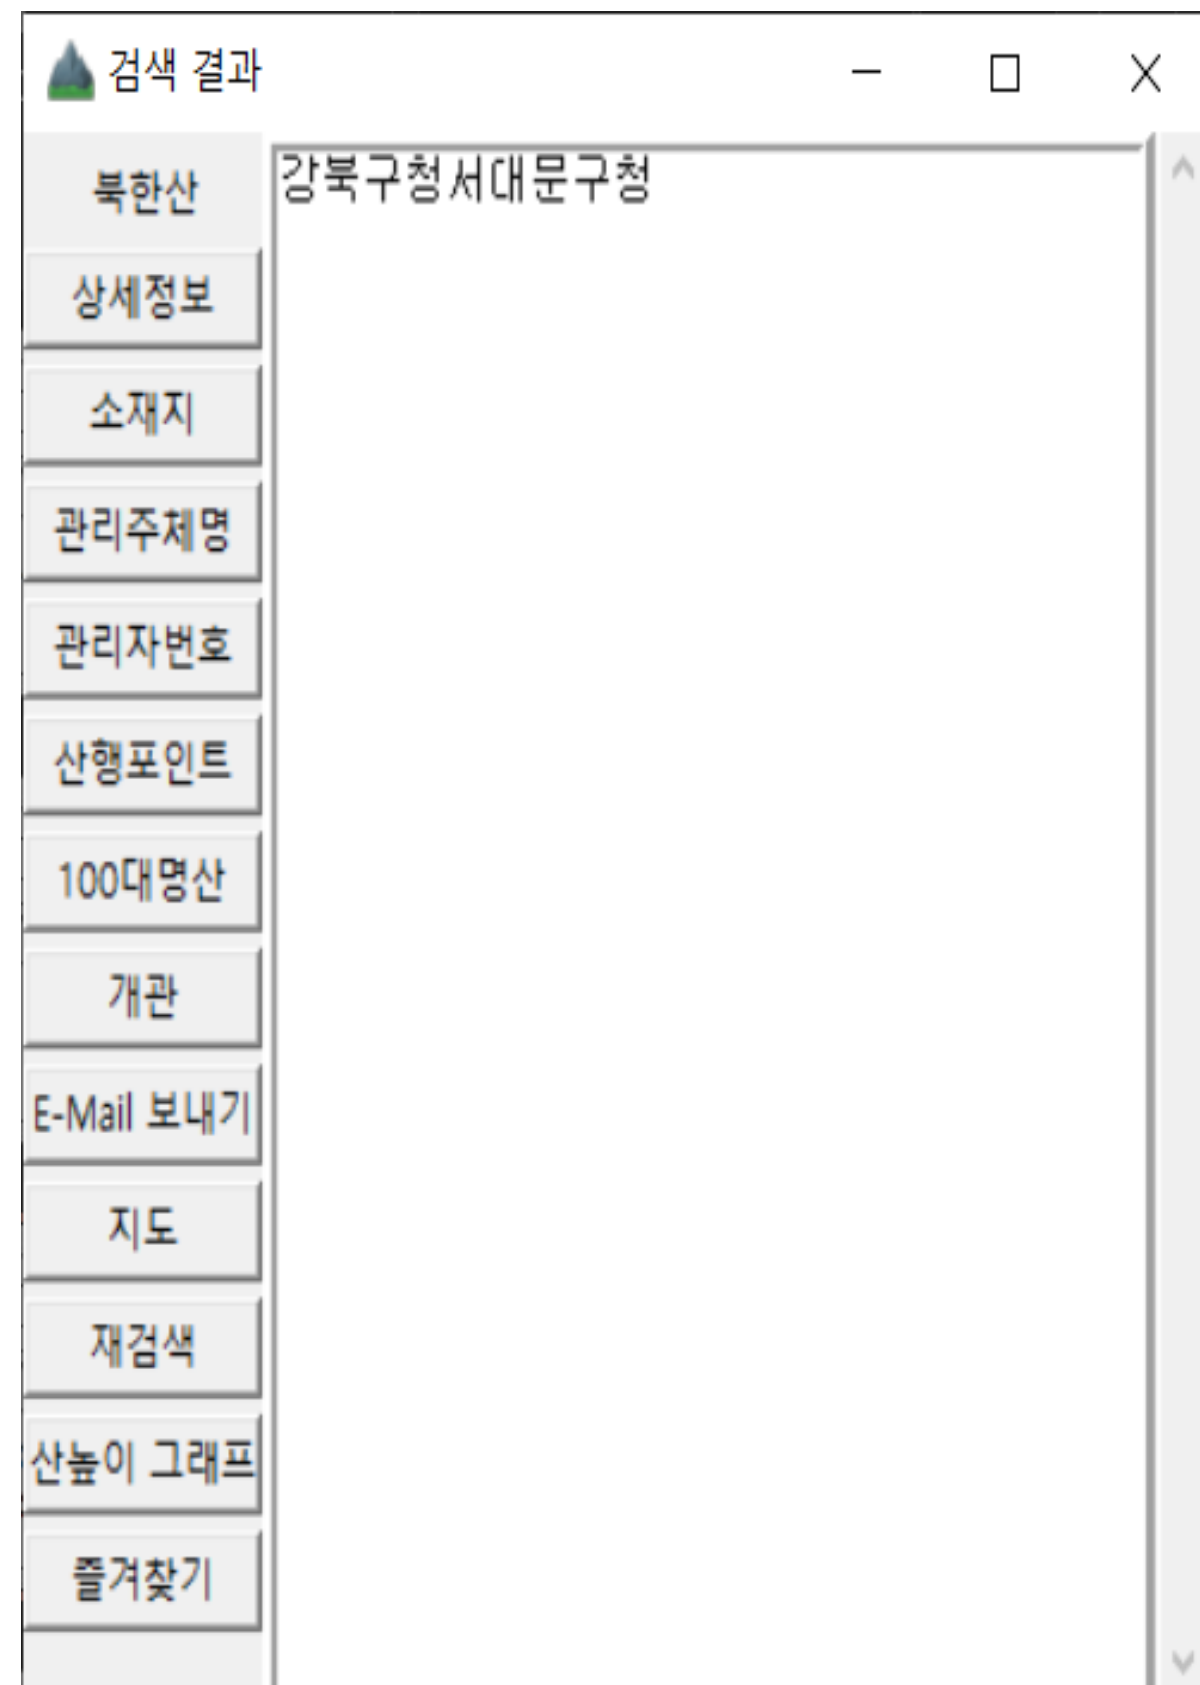 검색 결과
북한산
강북구청서대문구청
상세정보
소재지
관리주체명
관리자번호
산행포인트
100대명산
개관
E-Mail 보내기
지도
재검색
산높이 그래프
즐겨찾기